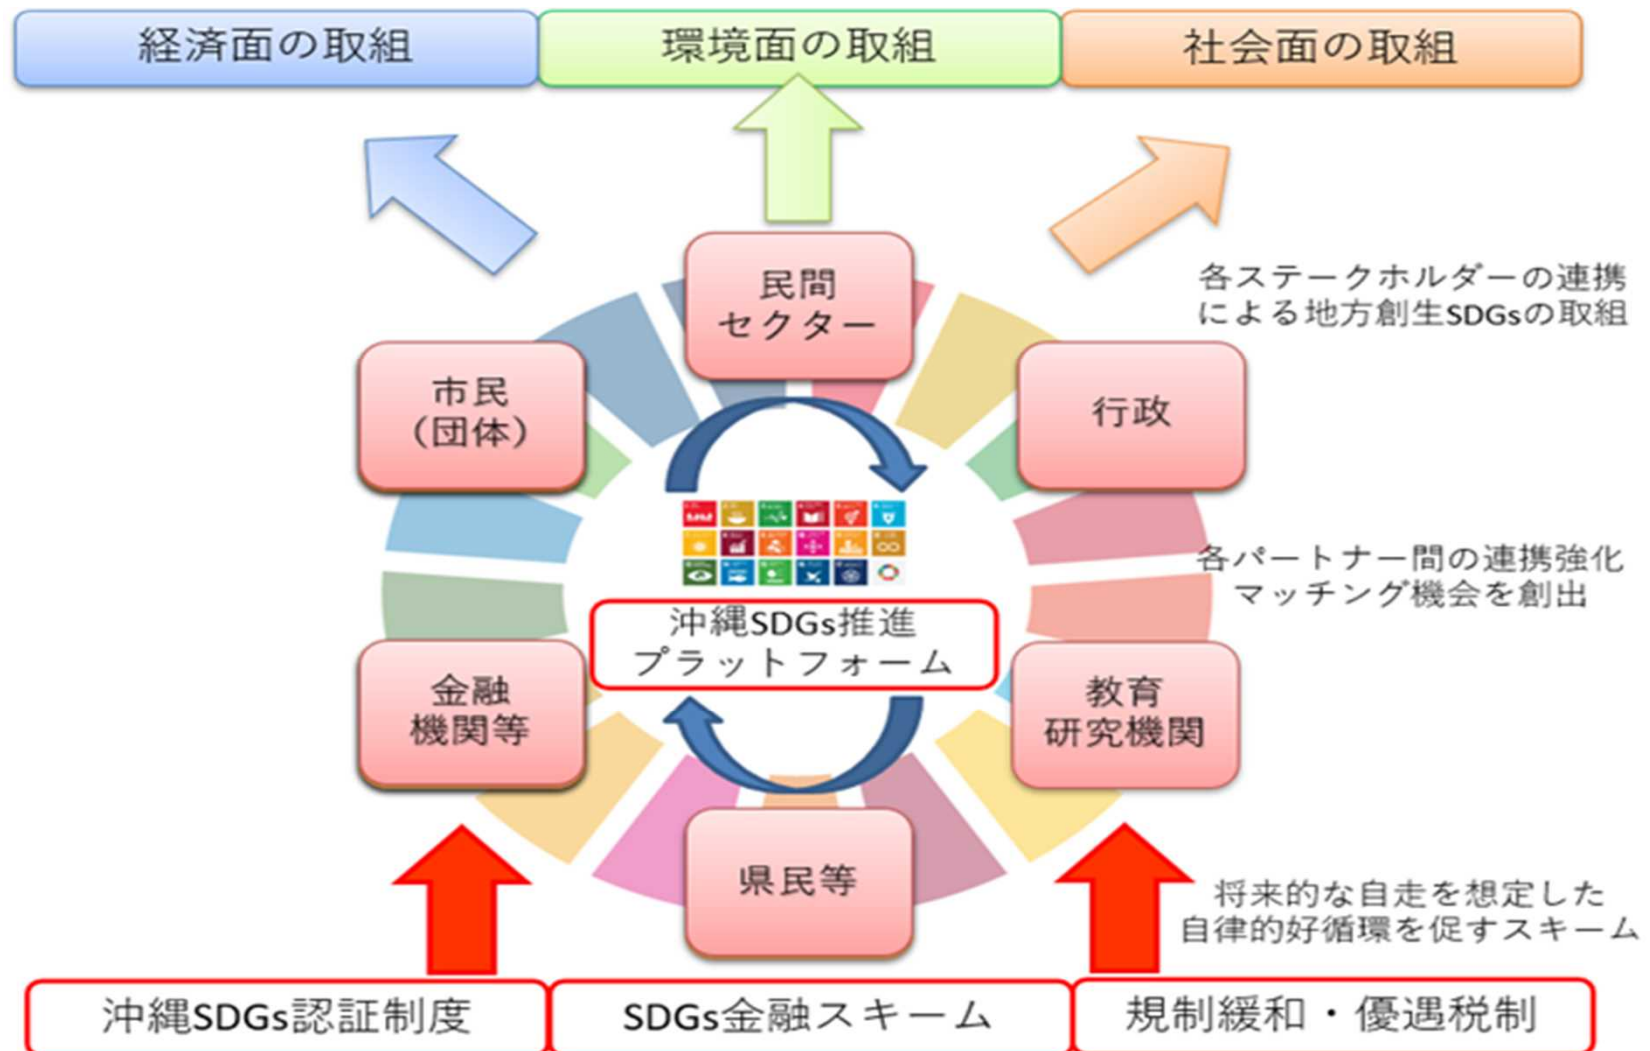 経済面の取組
環境面の取組
社会面の取組
民間
セクター
各ステークホルダーの連携
による地方創生SDGsの取組
市民
（団体）
行政
各パートナー間の連携強化
マッチング機会を創出
沖縄SDGs推進
プラットフォーム
金融
機関等
教育
研究機関
県民等
将来的な自走を想定した
自律的好循環を促すスキーム
沖縄SDGs認証制度
SDGs金融スキーム
規制緩和・優遇税制